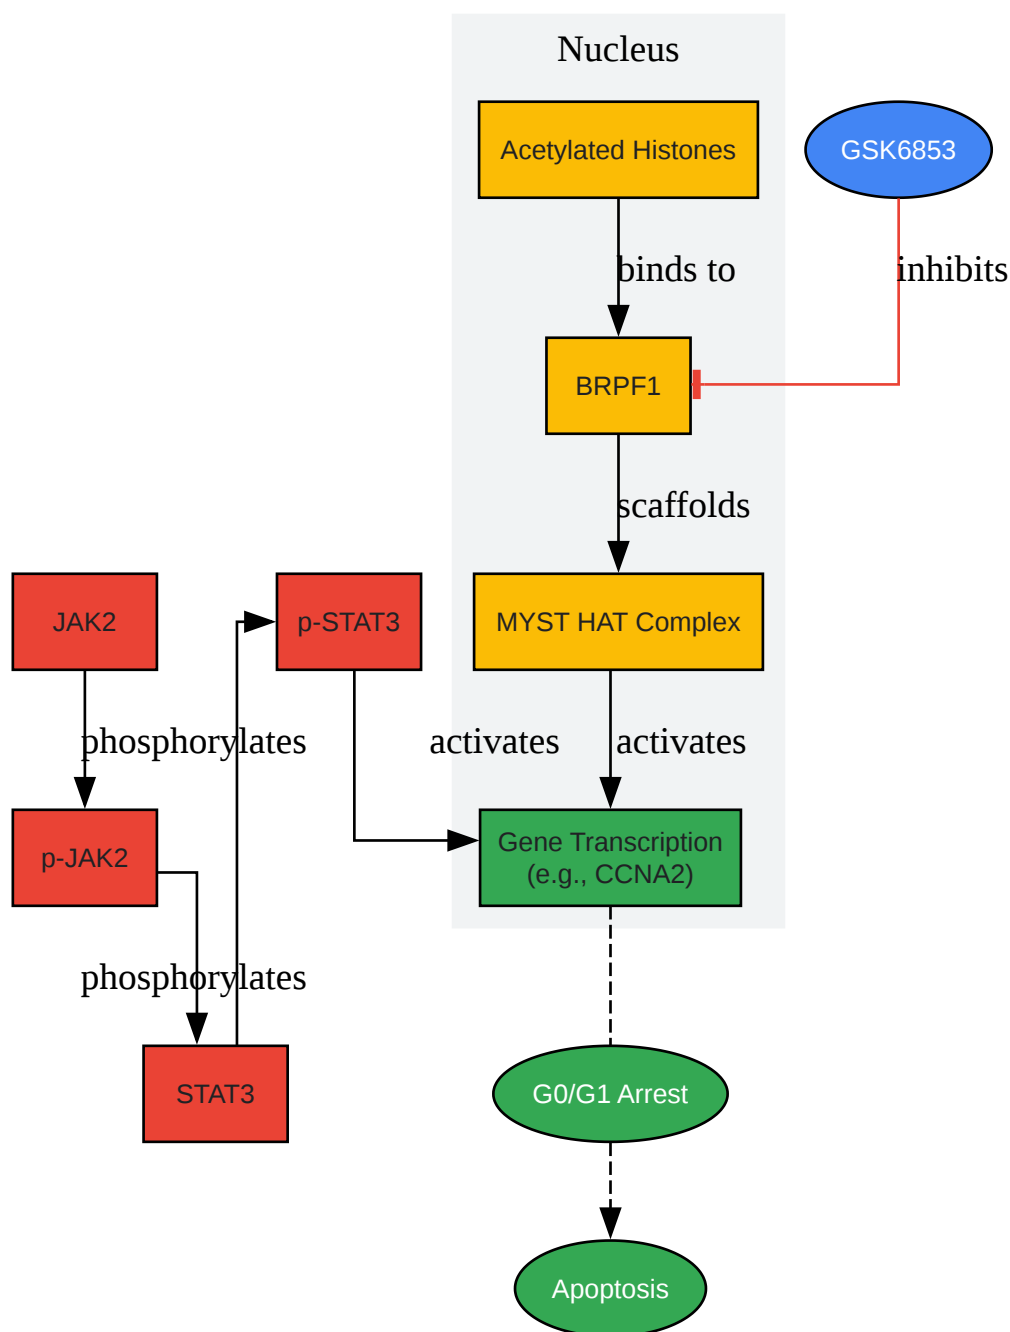 Nucleus
Acetylated Histones
GSK6853
binds to
inhibits
BRPF1
scaffolds
JAK2
p-STAT3
MYST HAT Complex
phosphorylates
activates
activates
p-JAK2
Gene Transcription
(e.g., CCNA2)
phosphorylates
STAT3
G0/G1 Arrest
Apoptosis